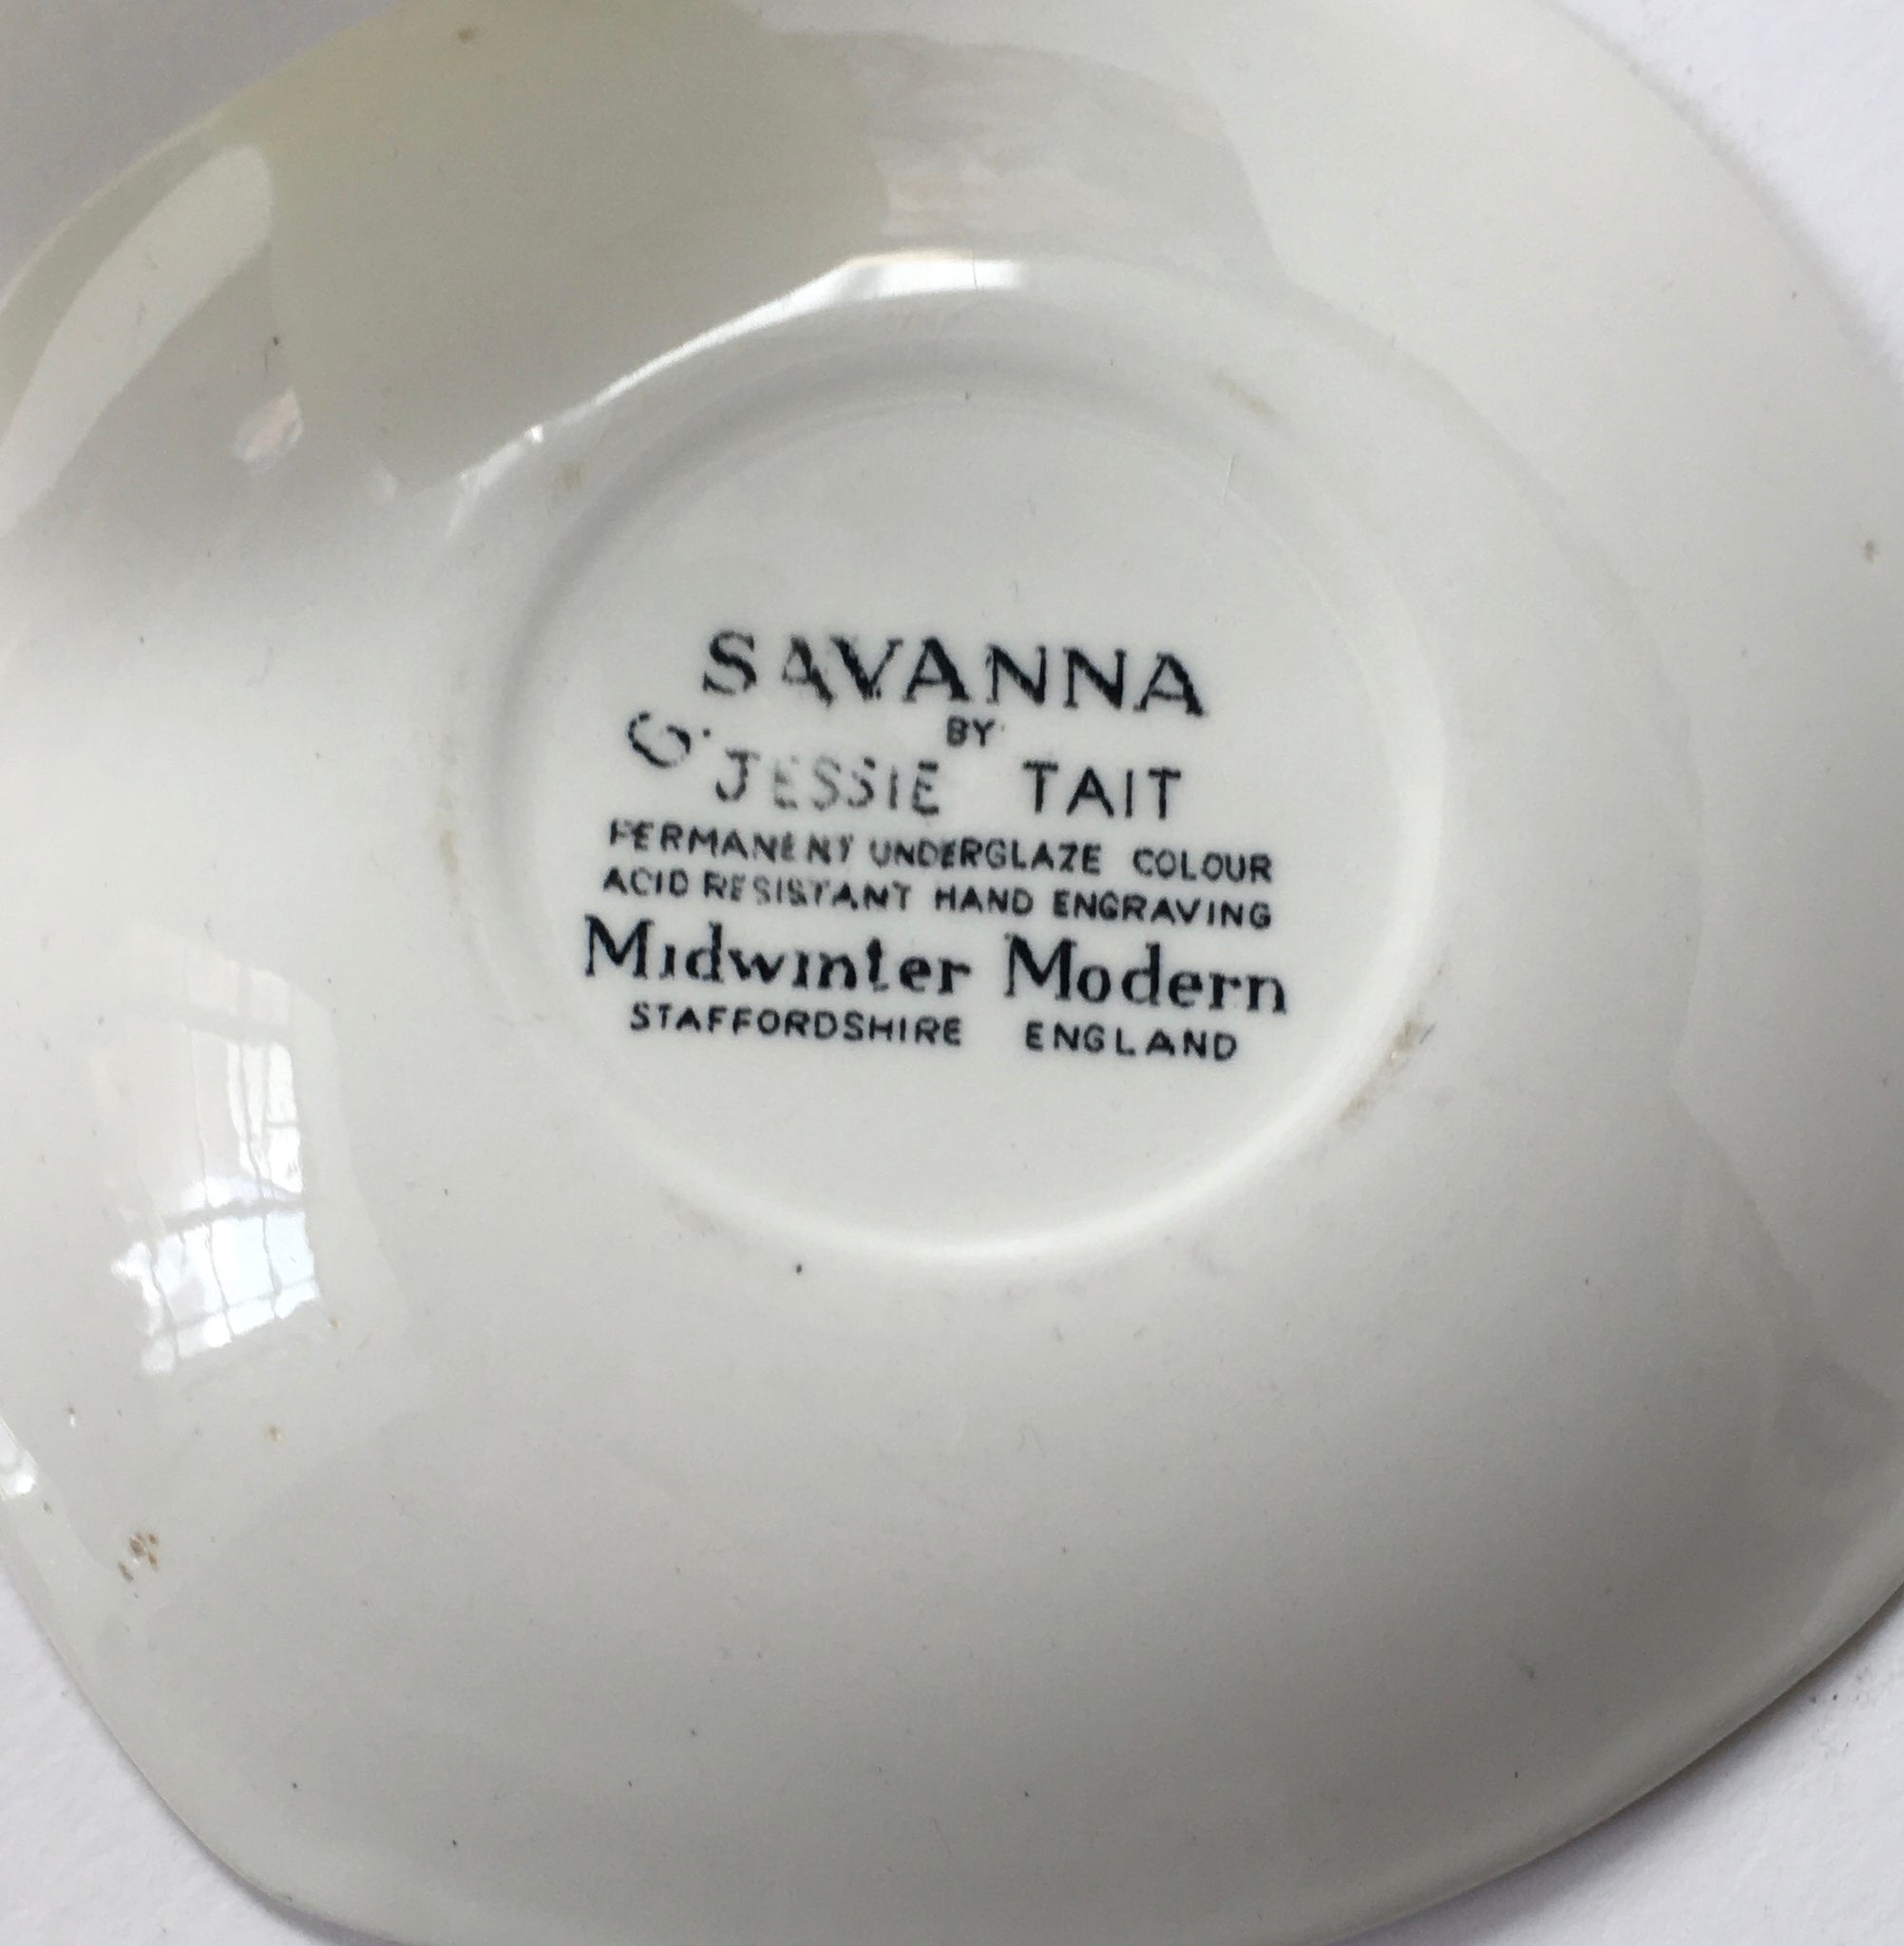 SAVANNA
BY
G. JESSIE TAIT
PERMANENT UNDERGLAZE COLOUR
ACID RESISTANT HAND ENGRAVING
Midwinter Modern
STAFFORDSHIRE ENGLAND